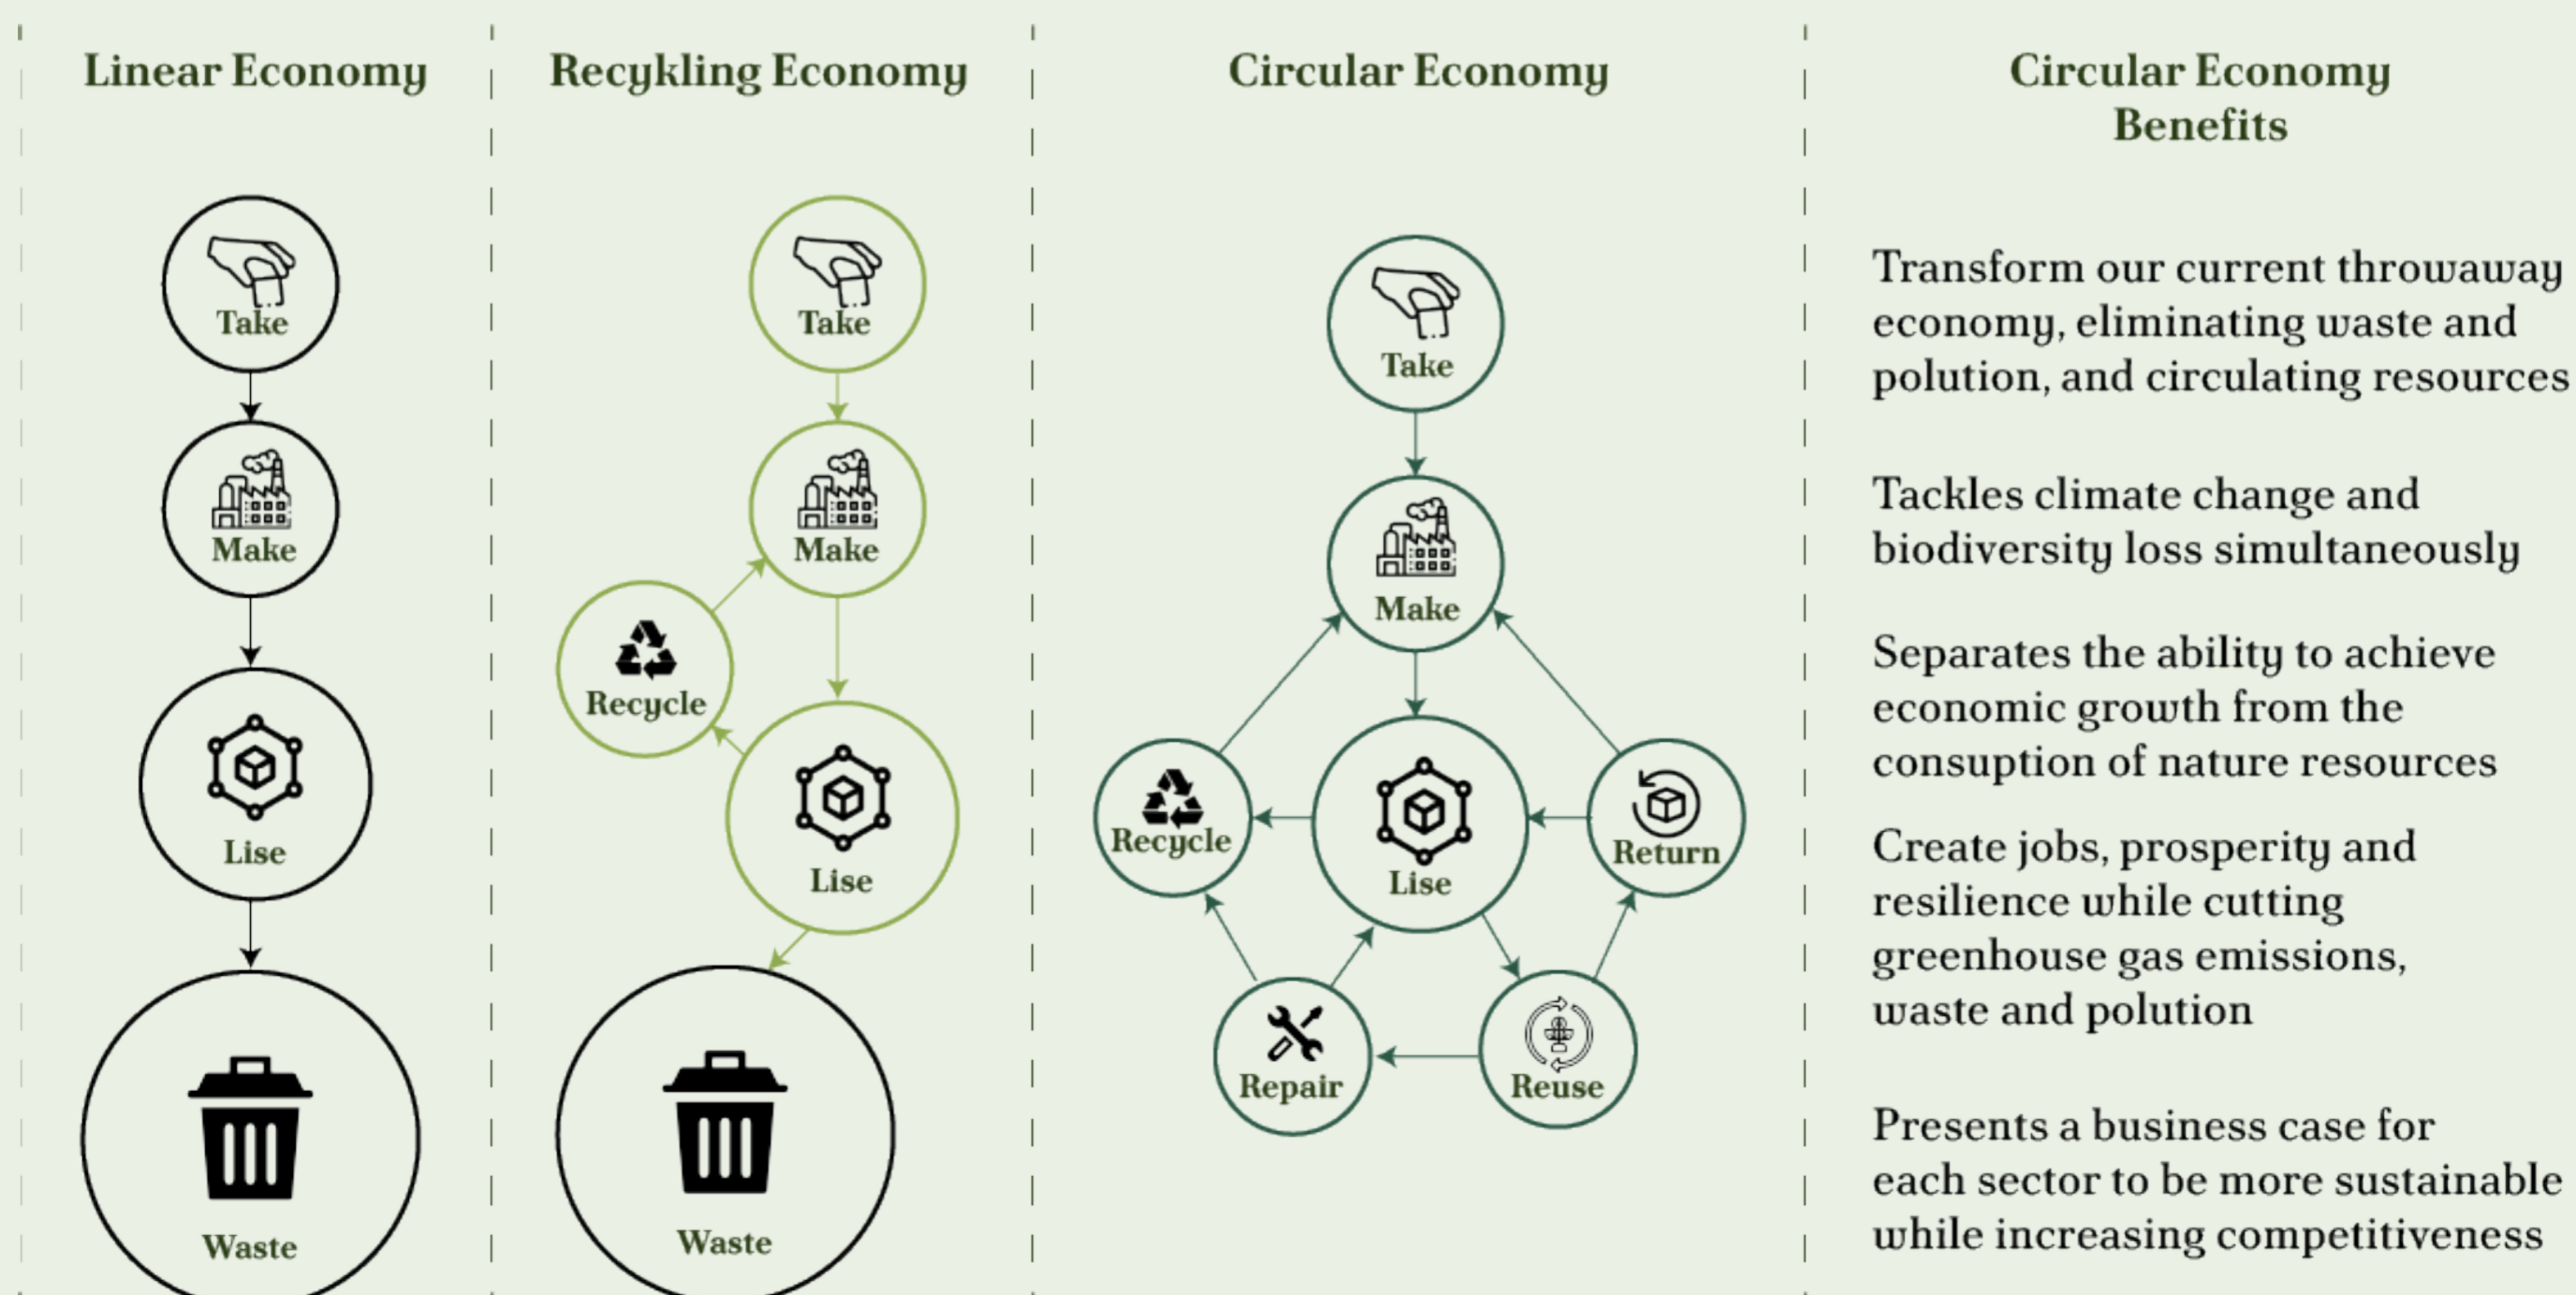 Linear Economy
Take
Make
Lise
Waste
Recykling Economy
Take
Make
Recycle
Lise
Waste
Circular Economy
Take
Make
Recycle
Lise
Return
Repair
Reuse
Circular Economy
Benefits
Transform our current throwaway
economy, eliminating waste and
polution, and circulating resources
Tackles climate change and
biodiversity loss simultaneously
Separates the ability to achieve
economic growth from the
consuption of nature resources
Create jobs, prosperity and
resilience while cutting
greenhouse gas emissions,
waste and polution
Presents a business case for
each sector to be more sustainable
while increasing competitiveness